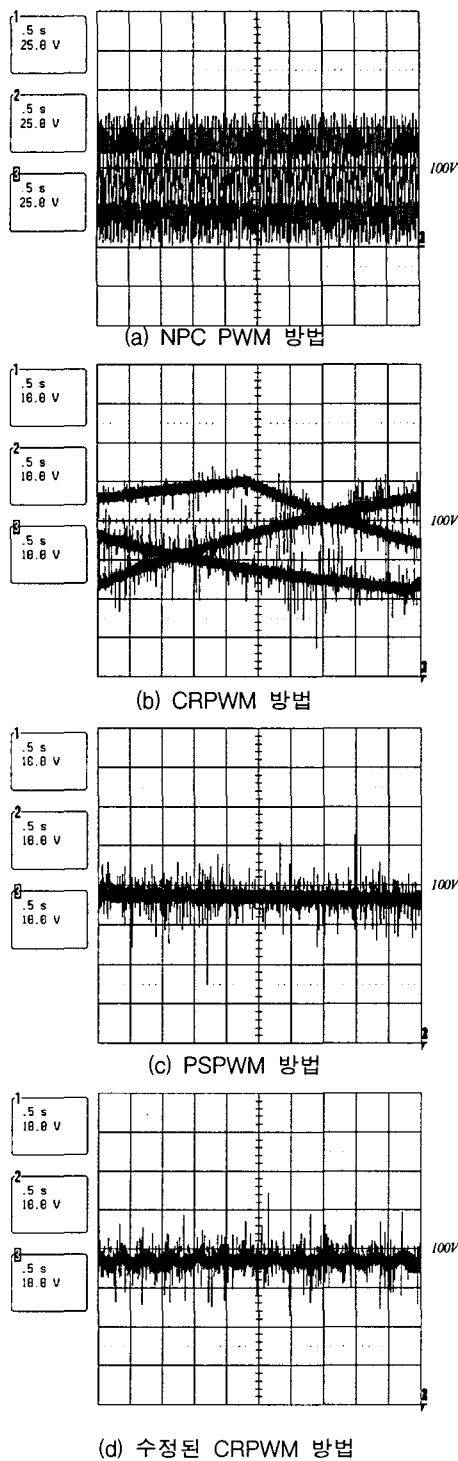 1
.5 s
25.0 V
2
.5 s
25.0 V
3
.5 s
25.0 V
100V
(a) NPC PWM 방법
1
.5 s
10.0 V
2
.5 s
10.0 V
3
.5 s
10.0 V
100V
(b) CRPWM 방법
1
.5 s
10.0 V
2
.5 s
10.0 V
3
.5 s
10.0 V
100V
(c) PSPWM 방법
1
.5 s
10.0 V
2
.5 s
10.0 V
3
.5 s
10.0 V
100V
(d) 수정된 CRPWM 방법